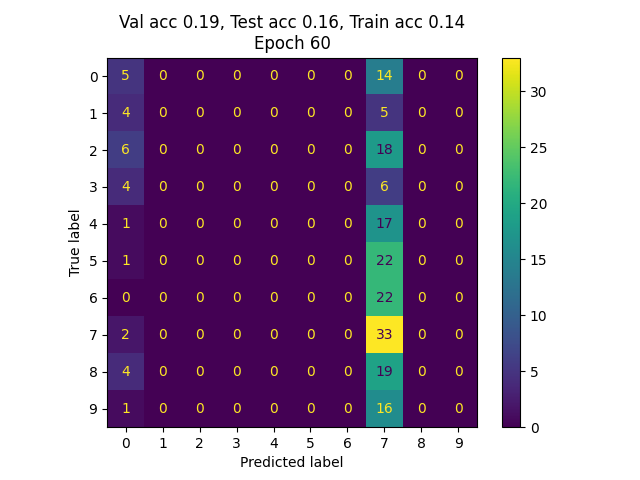 Val acc 0.19, Test acc 0.16, Train acc 0.14
Epoch 60
0 5 0 0 0 0 0 0 14 0 0
1 4 0 0 0 0 0 0 5 0 0
2 6 0 0 0 0 0 0 18 0 0
3 4 0 0 0 0 0 0 6 0 0
4 1 0 0 0 0 0 0 17 0 0
5 1 0 0 0 0 0 0 22 0 0
6 0 0 0 0 0 0 0 22 0 0
7 2 0 0 0 0 0 0 33 0 0
8 4 0 0 0 0 0 0 19 0 0
9 1 0 0 0 0 0 0 16 0 0
0 1 2 3 4 5 6 7 8 9
True label
Predicted label
30
25
20
15
10
5
0